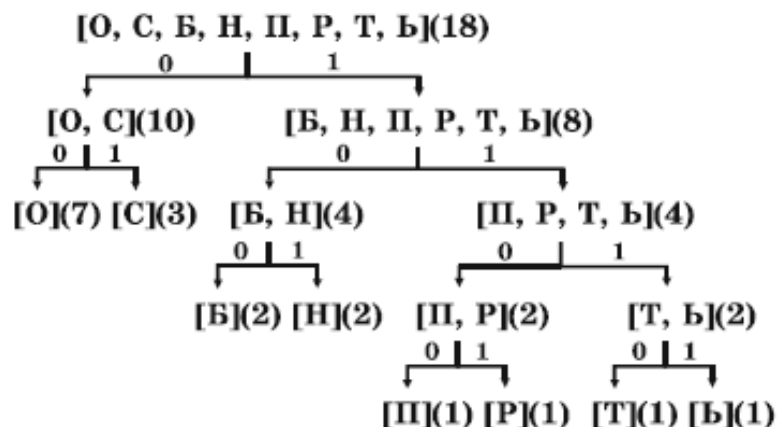 [О, С, Б, Н, П, Р, Т, Ь](18)
0 1
[О, С](10) [Б, Н, П, Р, Т, Ь](8)
0 1 0 1
[О](7) [С](3) [Б, Н](4) [П, Р, Т, Ь](4)
0 1 0 1
[Б](2) [Н](2) [П, Р](2) [Т, Ь](2)
0 1 0 1
[П](1) [Р](1) [Т](1) [Ь](1)